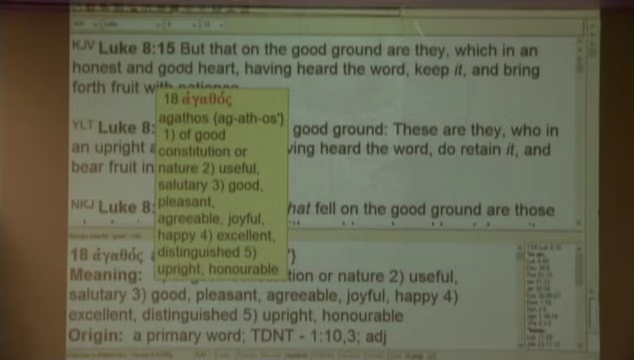 KJV Luke 8:15 But that on the good ground are they, which in an
honest and good heart, having heard the word, keep it, and bring
forth fruit with patience.
YLT Luke 8: good ground: These are they, who in
an upright a ving heard the word, do retain it, and
bear fruit in
NKJ Luke 8: hat fell on the good ground are those
18 ἀγαθός
agathos {ag-ath-os'}
1) of good
constitution or
nature 2) useful,
salutary 3) good,
pleasant,
agreeable, joyful,
happy 4) excellent,
distinguished 5)
upright, honourable
18 ἀγαθός a '}
Meaning: tion or nature 2) useful,
salutary 3) good, pleasant, agreeable, joyful, happy 4)
excellent, distinguished 5) upright, honourable
Origin: a primary word; TDNT - 1:10,3; adj